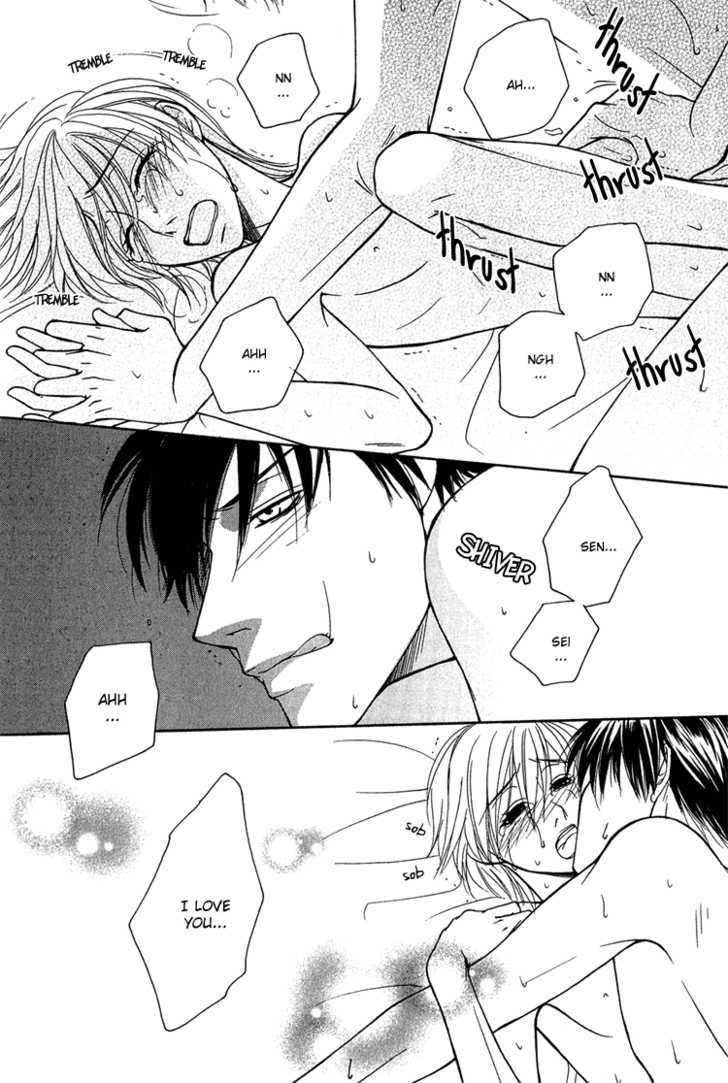 TREMBLE
TREMBLE
NN
...
AH...
thrust
thrust
thrust
NN
...
TREMBLE
AHH
...
NGH
...
thrust
SHIVER
SEN...
SEI
...
AHH
...
sob
sob
I LOVE
YOU...